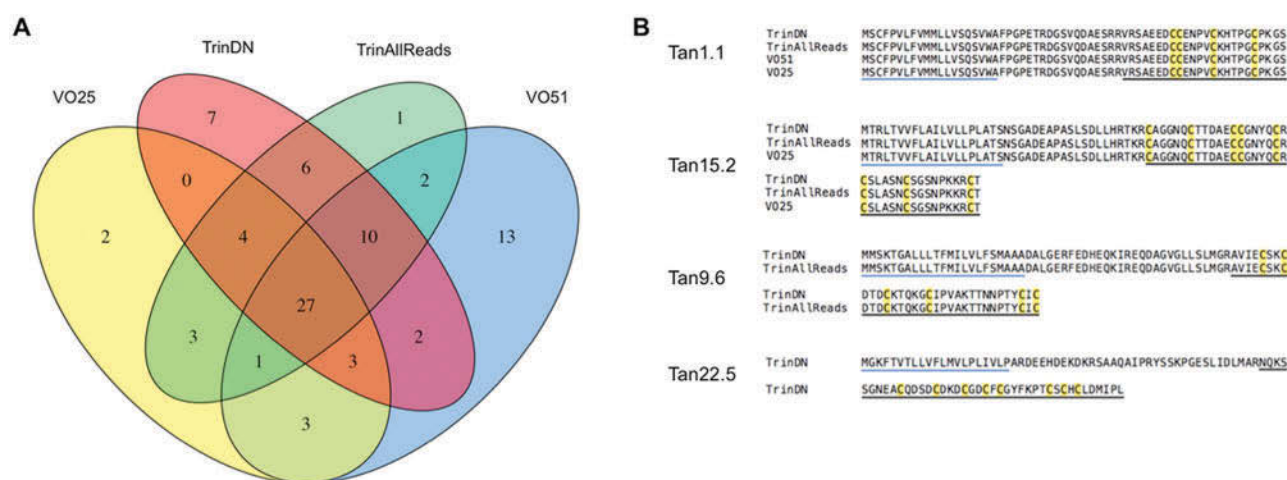 A
TrinDN
TrinAllReads
VO25
VO51
7
1
6
0
2
2
4
10
13
27
3
2
1
3
3
B
Tan1.1
TrinDN MSCFPVLFVMMLLVSQSVWAFPGPETRDGSVQDAESRRVRSAEEDCCENPVCKHTPGCPKGS
TrinAllReads MSCFPVLFVMMLLVSQSVWAFPGPETRDGSVQDAESRRVRSAEEDCCENPVCKHTPGCPKGS
VO51 MSCFPVLFVMMLLVSQSVWAFPGPETRDGSVQDAESRRVRSAEEDCCENPVCKHTPGCPKGS
VO25 MSCFPVLFVMMLLVSQSVWAFPGPETRDGSVQDAESRRVRSAEEDCCENPVCKHTPGCPKGS
Tan15.2
TrinDN MTRLTVVFLAILVLLPLATSNSGADEAPASLSDLLHRTKRCAGGNQCTTDAECCGNYQCR
TrinAllReads MTRLTVVFLAILVLLPLATSNSGADEAPASLSDLLHRTKRCAGGNQCTTDAECCGNYQCR
VO25 MTRLTVVFLAILVLLPLATSNSGADEAPASLSDLLHRTKRCAGGNQCTTDAECCGNYQCR
TrinDN CSLASNCSGSNPKKRCT
TrinAllReads CSLASNCSGSNPKKRCT
VO25 CSLASNCSGSNPKKRCT
Tan9.6
TrinDN MMSKTGALLLTFMILVLFSMAAADALGERFEDHEQKIREQDAGVGLLSLMGRAVIECSKC
TrinAllReads MMSKTGALLLTFMILVLFSMAAADALGERFEDHEQKIREQDAGVGLLSLMGRAVIECSKC
TrinDN DTDCKTQKGCIPVAKTTNNPTYCIC
TrinAllReads DTDCKTQKGCIPVAKTTNNPTYCIC
Tan22.5
TrinDN MGKFTVTLLVFLMVLPLIVLPARDEEHDEKDKRSAAQAIPRYSSKPGESLIDLMARNQKS
TrinDN SGNEACQDSDCDKDCGDCFCGYFKPTCSCHCLDMIPL